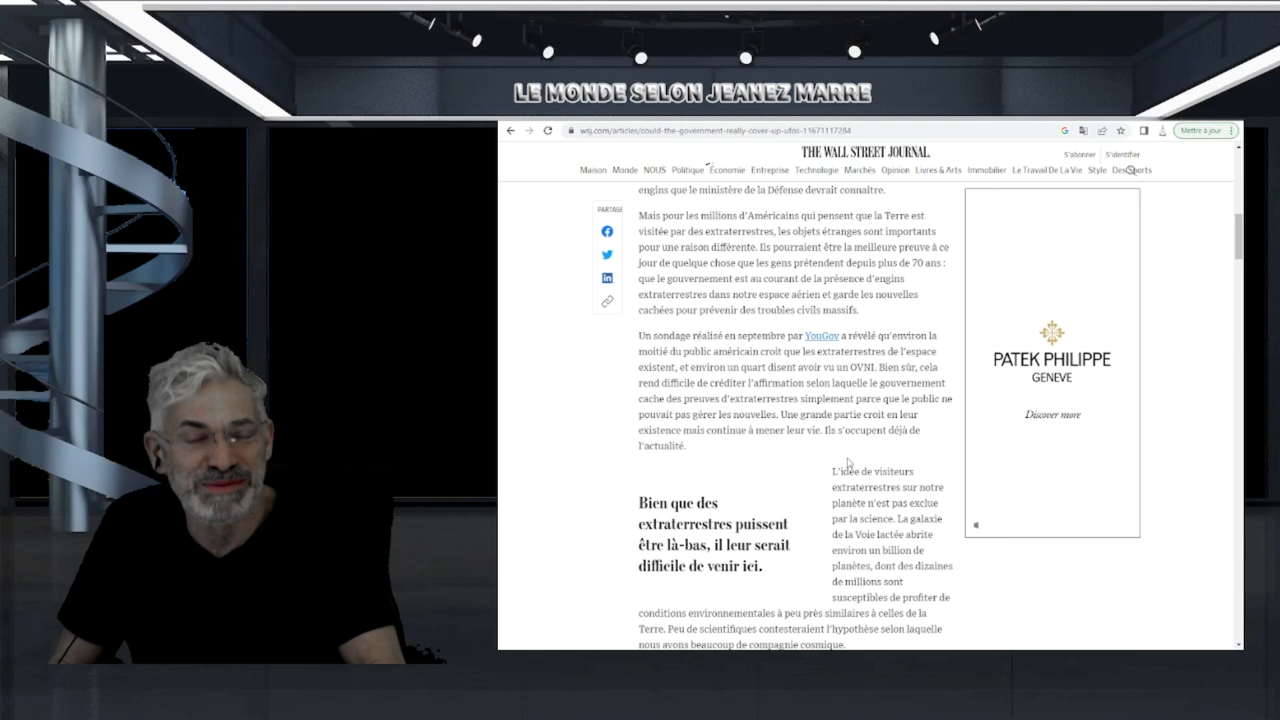 LE MONDE SELON JEANEZ MARRE
wsj.com/articles/could-the-government-really-cover-up-ufos-11671117284
Mettre à jour
THE WALL STREET JOURNAL.
S'abonner
S'identifier
Maison Monde NOUS Politique Économie Entreprise Technologie Marchés Opinion Livres & Arts Immobilier Le Travail De La Vie Style Des Sports
engins que le ministère de la Défense devrait connaître.
PARTAGE
Mais pour les millions d'Américains qui pensent que la Terre est
visitée par des extraterrestres, les objets étranges sont importants
pour une raison différente. Ils pourraient être la meilleure preuve à ce
jour de quelque chose que les gens prétendent depuis plus de 70 ans :
que le gouvernement est au courant de la présence d'engins
extraterrestres dans notre espace aérien et garde les nouvelles
cachées pour prévenir des troubles civils massifs.
Un sondage réalisé en septembre par YouGov a révélé qu'environ la
moitié du public américain croit que les extraterrestres de l'espace
existent, et environ un quart disent avoir vu un OVNI. Bien sûr, cela
rend difficile de créditer l'affirmation selon laquelle le gouvernement
cache des preuves d'extraterrestres simplement parce que le public ne
pouvait pas gérer les nouvelles. Une grande partie croit en leur
existence mais continue à mener leur vie. Ils s'occupent déjà de
l'actualité.
Bien que des
extraterrestres puissent
être là-bas, il leur serait
difficile de venir ici.
L'idée de visiteurs
extraterrestres sur notre
planète n'est pas exclue
par la science. La galaxie
de la Voie lactée abrite
environ un billion de
planètes, dont des dizaines
de millions sont
susceptibles de profiter de
conditions environnementales à peu près similaires à celles de la
Terre. Peu de scientifiques contesteraient l'hypothèse selon laquelle
nous avons beaucoup de compagnie cosmique.
PATEK PHILIPPE
GENEVE
Discover more